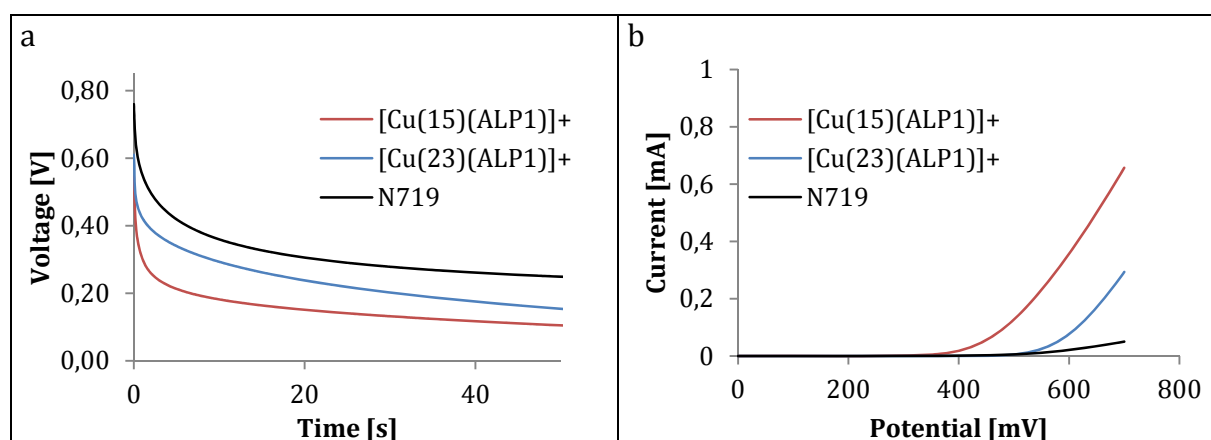 a
0,80
0,60
0,40
0,20
0,00
Voltage [V]
0
20
40
Time [s]
[Cu(15)(ALP1)]+
[Cu(23)(ALP1)]+
N719
b
1
0,8
0,6
0,4
0,2
0
Current [mA]
0
200
400
600
800
Potential [mV]
[Cu(15)(ALP1)]+
[Cu(23)(ALP1)]+
N719